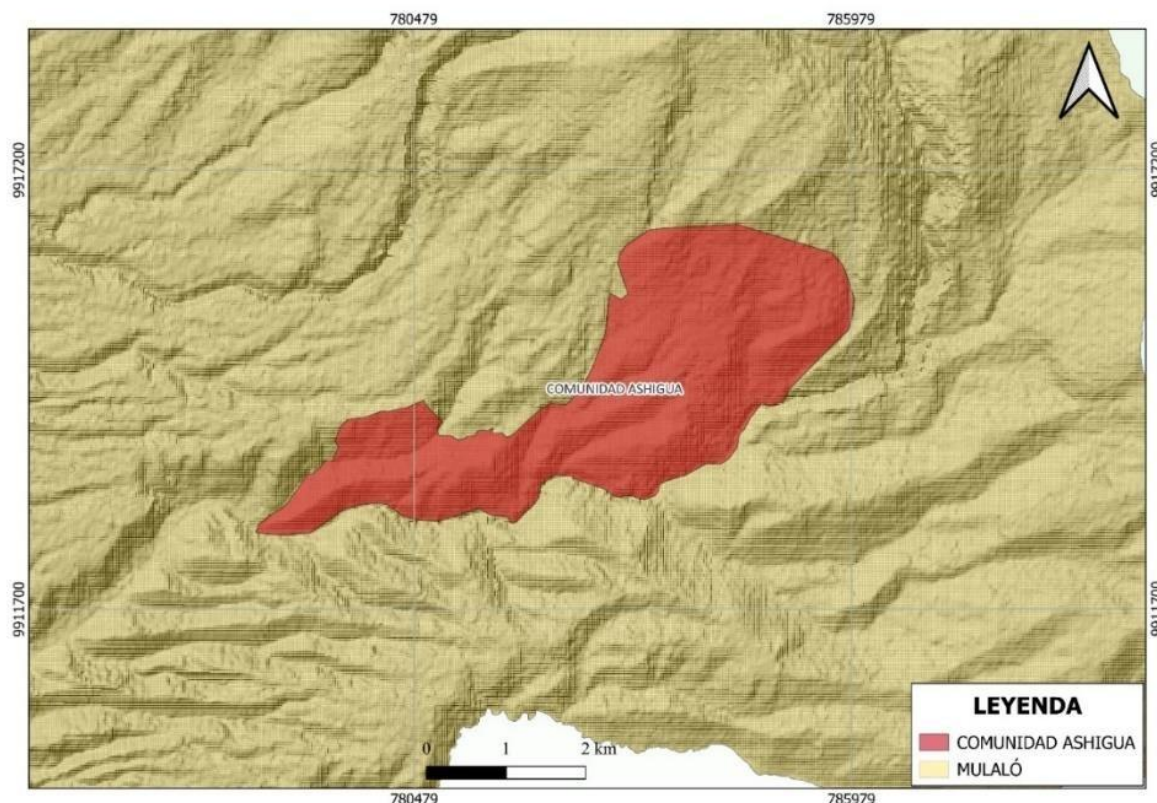 780479 785979
9917200 9917200
COMUNIDAD ASHIGUA
9911700 9911700
LEYENDA
COMUNIDAD ASHIGUA
MULALÓ
0 1 2 km
780479 785979